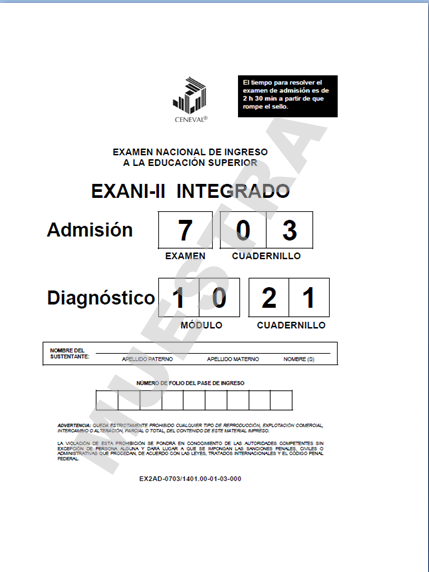 CENEVAL®
El tiempo para resolver el
examen de admisión es de
2 h 30 min a partir de que
rompe el sello.
EXAMEN NACIONAL DE INGRESO
A LA EDUCACIÓN SUPERIOR
EXANI-II INTEGRADO
Admisión 7 0 3
EXAMEN CUADERNILLO
Diagnóstico 1 0 2 1
MÓDULO CUADERNILLO
NOMBRE DEL
SUSTENTANTE:
APELLIDO PATERNO APELLIDO MATERNO NOMBRE (S)
NÚMERO DE FOLIO DEL PASE DE INGRESO
ADVERTENCIA: QUEDA ESTRICTAMENTE PROHIBIDO CUALQUIER TIPO DE REPRODUCCIÓN, EXPLOTACIÓN COMERCIAL,
INTERCAMBIO O ALTERACIÓN, PARCIAL O TOTAL, DEL CONTENIDO DE ESTE MATERIAL IMPRESO.
LA VIOLACIÓN DE ESTA PROHIBICIÓN SE PONDRÁ EN CONOCIMIENTO DE LAS AUTORIDADES COMPETENTES SIN
EXCEPCIÓN DE PERSONA ALGUNA Y DARÁ LUGAR A QUE SE IMPONGAN LAS SANCIONES PENALES, CIVILES O
ADMINISTRATIVAS QUE PROCEDAN, DE ACUERDO CON LAS LEYES, TRATADOS INTERNACIONALES Y EL CÓDIGO PENAL
FEDERAL.
EX2AD-0703/1401.00-01-03-000
MUESTRA